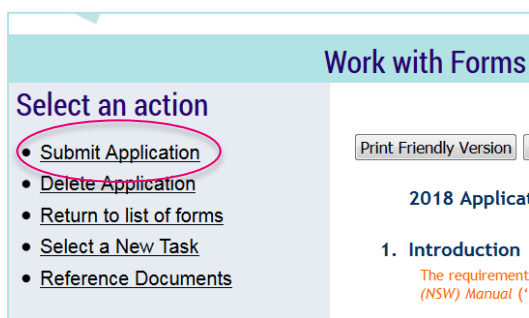 Work with Forms
Select an action
Submit Application
Delete Application
Return to list of forms
Select a New Task
Reference Documents
Print Friendly Version
2018 Applicat
1. Introduction
The requirement
(NSW) Manual ('